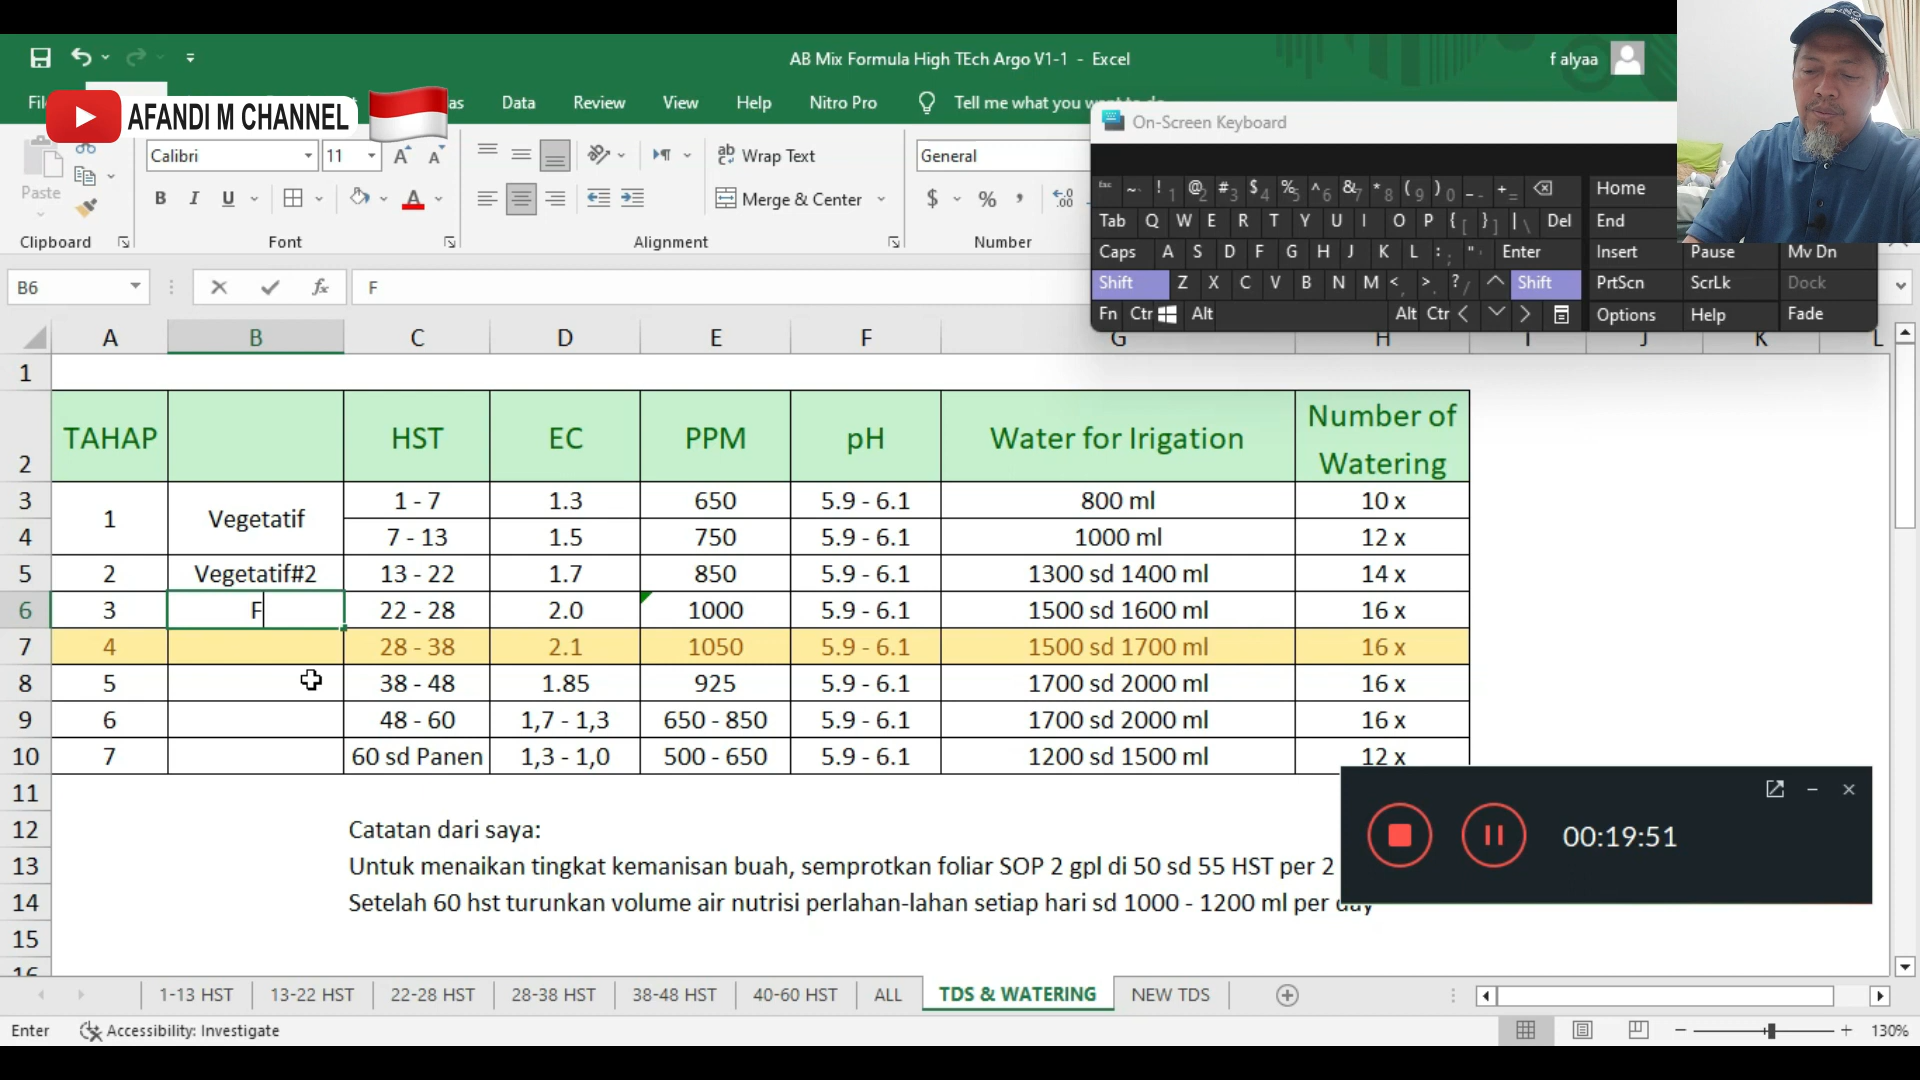 AB Mix Formula High TEch Argo V1-1 - Excel
f alyaa
AFANDI M CHANNEL
Data
Review
View
Help
Nitro Pro
Tell me what you want to do
Paste
Calibri
11
Wrap Text
General
Merge & Center
Clipboard
Font
Alignment
Number
On-Screen Keyboard
Esc ~ ! 1 @ 2 # 3 $ 4 % 5 ^ 6 & 7 * 8 ( 9 ) 0 _ - + =
Home
Tab Q W E R T Y U I O P { [ } ] | \ Del
End
Caps A S D F G H J K L : ; " ' Enter
Insert Pause Mv Dn
Shift Z X C V B N M < , > . ? / Shift
PrtScn ScrLk Dock
Fn Ctr Alt Alt Ctr
Options Help Fade
B6
fx
F
A B C D E F G H I J K L
1
2 TAHAP HST EC PPM pH Water for Irigation Number of Watering
3 1 Vegetatif 1 - 7 1.3 650 5.9 - 6.1 800 ml 10 x
4 7 - 13 1.5 750 5.9 - 6.1 1000 ml 12 x
5 2 Vegetatif#2 13 - 22 1.7 850 5.9 - 6.1 1300 sd 1400 ml 14 x
6 3 F 22 - 28 2.0 1000 5.9 - 6.1 1500 sd 1600 ml 16 x
7 4 28 - 38 2.1 1050 5.9 - 6.1 1500 sd 1700 ml 16 x
8 5 38 - 48 1.85 925 5.9 - 6.1 1700 sd 2000 ml 16 x
9 6 48 - 60 1,7 - 1,3 650 - 850 5.9 - 6.1 1700 sd 2000 ml 16 x
10 7 60 sd Panen 1,3 - 1,0 500 - 650 5.9 - 6.1 1200 sd 1500 ml 12 x
11
12 Catatan dari saya:
13 Untuk menaikan tingkat kemanisan buah, semprotkan foliar SOP 2 gpl di 50 sd 55 HST per 2
14 Setelah 60 hst turunkan volume air nutrisi perlahan-lahan setiap hari sd 1000 - 1200 ml per day
15
16
00:19:51
1-13 HST
13-22 HST
22-28 HST
28-38 HST
38-48 HST
40-60 HST
ALL
TDS & WATERING
NEW TDS
Enter
Accessibility: Investigate
130%